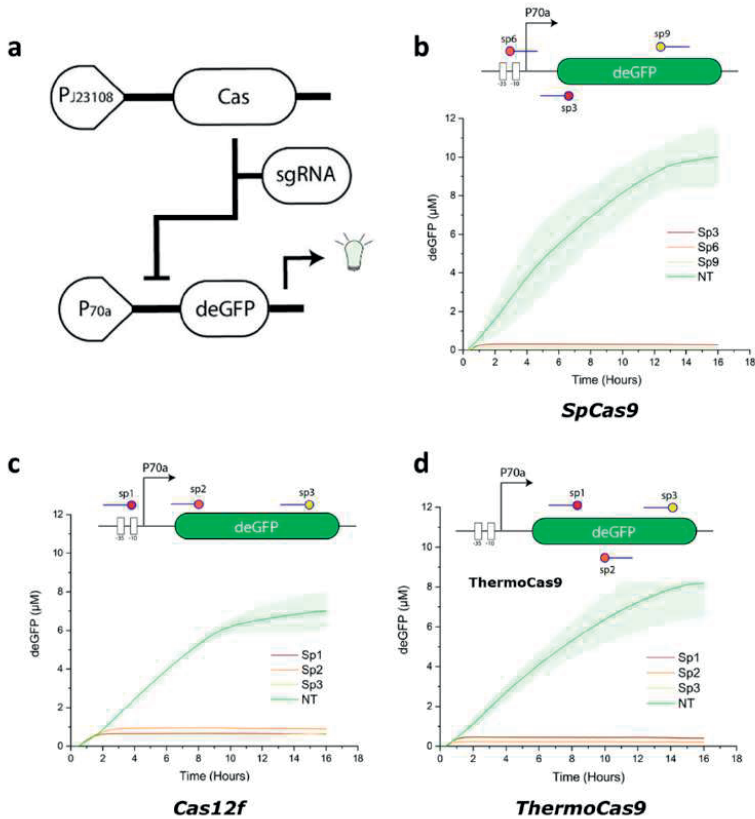 a
PJ23108
Cas
sgRNA
P70a
deGFP
b
P70a
sp6
sp9
-35 -10
deGFP
sp3
12
10
8
6
4
2
0
deGFP (µM)
Sp3
Sp6
Sp9
NT
0 2 4 6 8 10 12 14 16 18
Time (Hours)
SpCas9
c
P70a
sp1
sp2
sp3
-35 -10
deGFP
12
10
8
6
4
2
0
deGFP (µM)
Sp1
Sp2
Sp3
NT
0 2 4 6 8 10 12 14 16 18
Time (Hours)
Cas12f
d
P70a
sp1
sp3
-35 -10
deGFP
sp2
ThermoCas9
12
10
8
6
4
2
0
deGFP (µM)
Sp1
Sp2
Sp3
NT
0 2 4 6 8 10 12 14 16 18
Time (Hours)
ThermoCas9